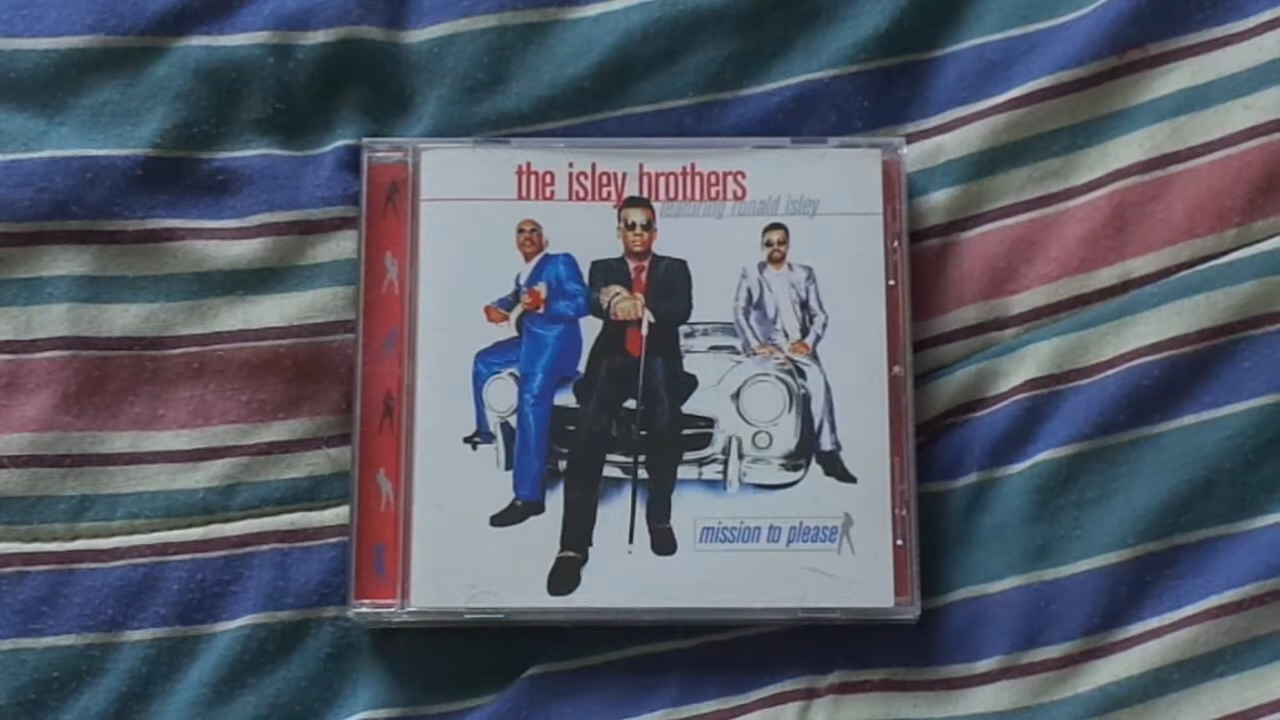 the isley brothers
featuring ronald isley
mission to please